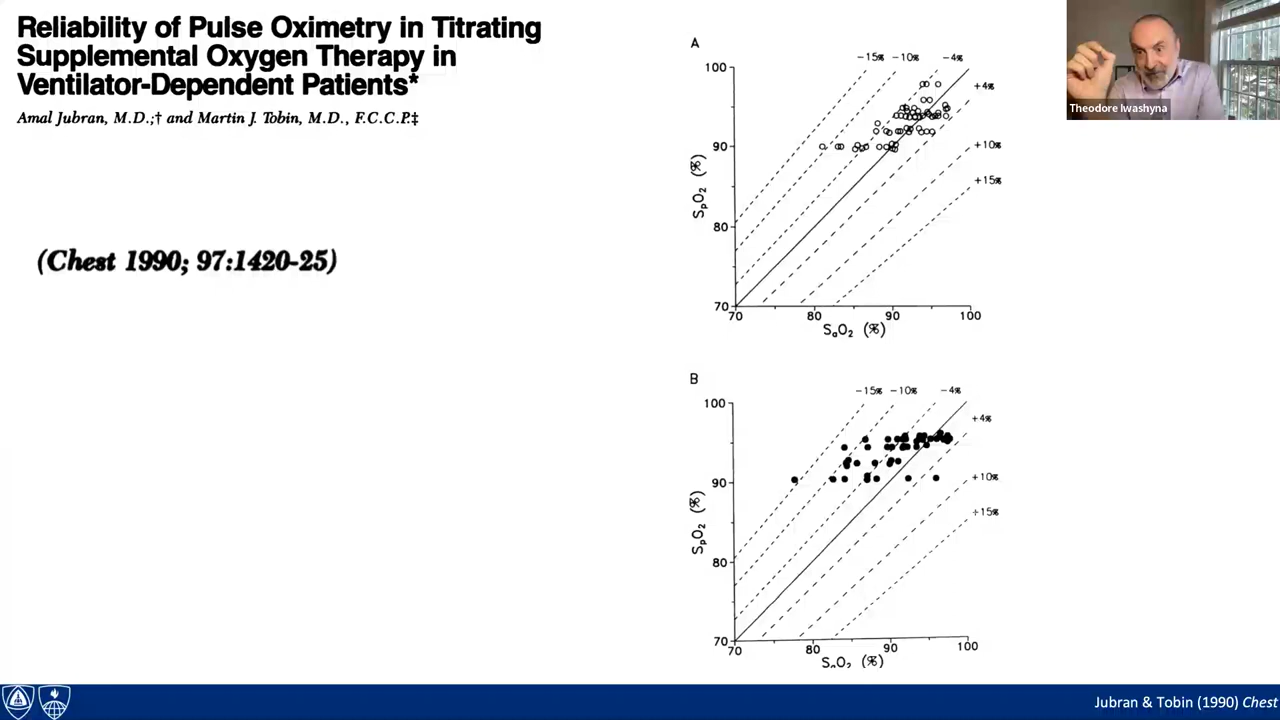 Reliability of Pulse Oximetry in Titrating
Supplemental Oxygen Therapy in
Ventilator-Dependent Patients*
Amal Jubran, M.D.;† and Martin J. Tobin, M.D., F.C.C.P.‡
(Chest 1990; 97:1420-25)
A
-15% -10% -4%
+4%
+10%
+15%
100
90
80
70
SpO2 (%)
70 80 90 100
SaO2 (%)
B
-15% -10% -4%
+4%
+10%
+15%
100
90
80
70
SpO2 (%)
70 80 90 100
SaO2 (%)
Theodore Iwashyna
Jubran & Tobin (1990) Chest